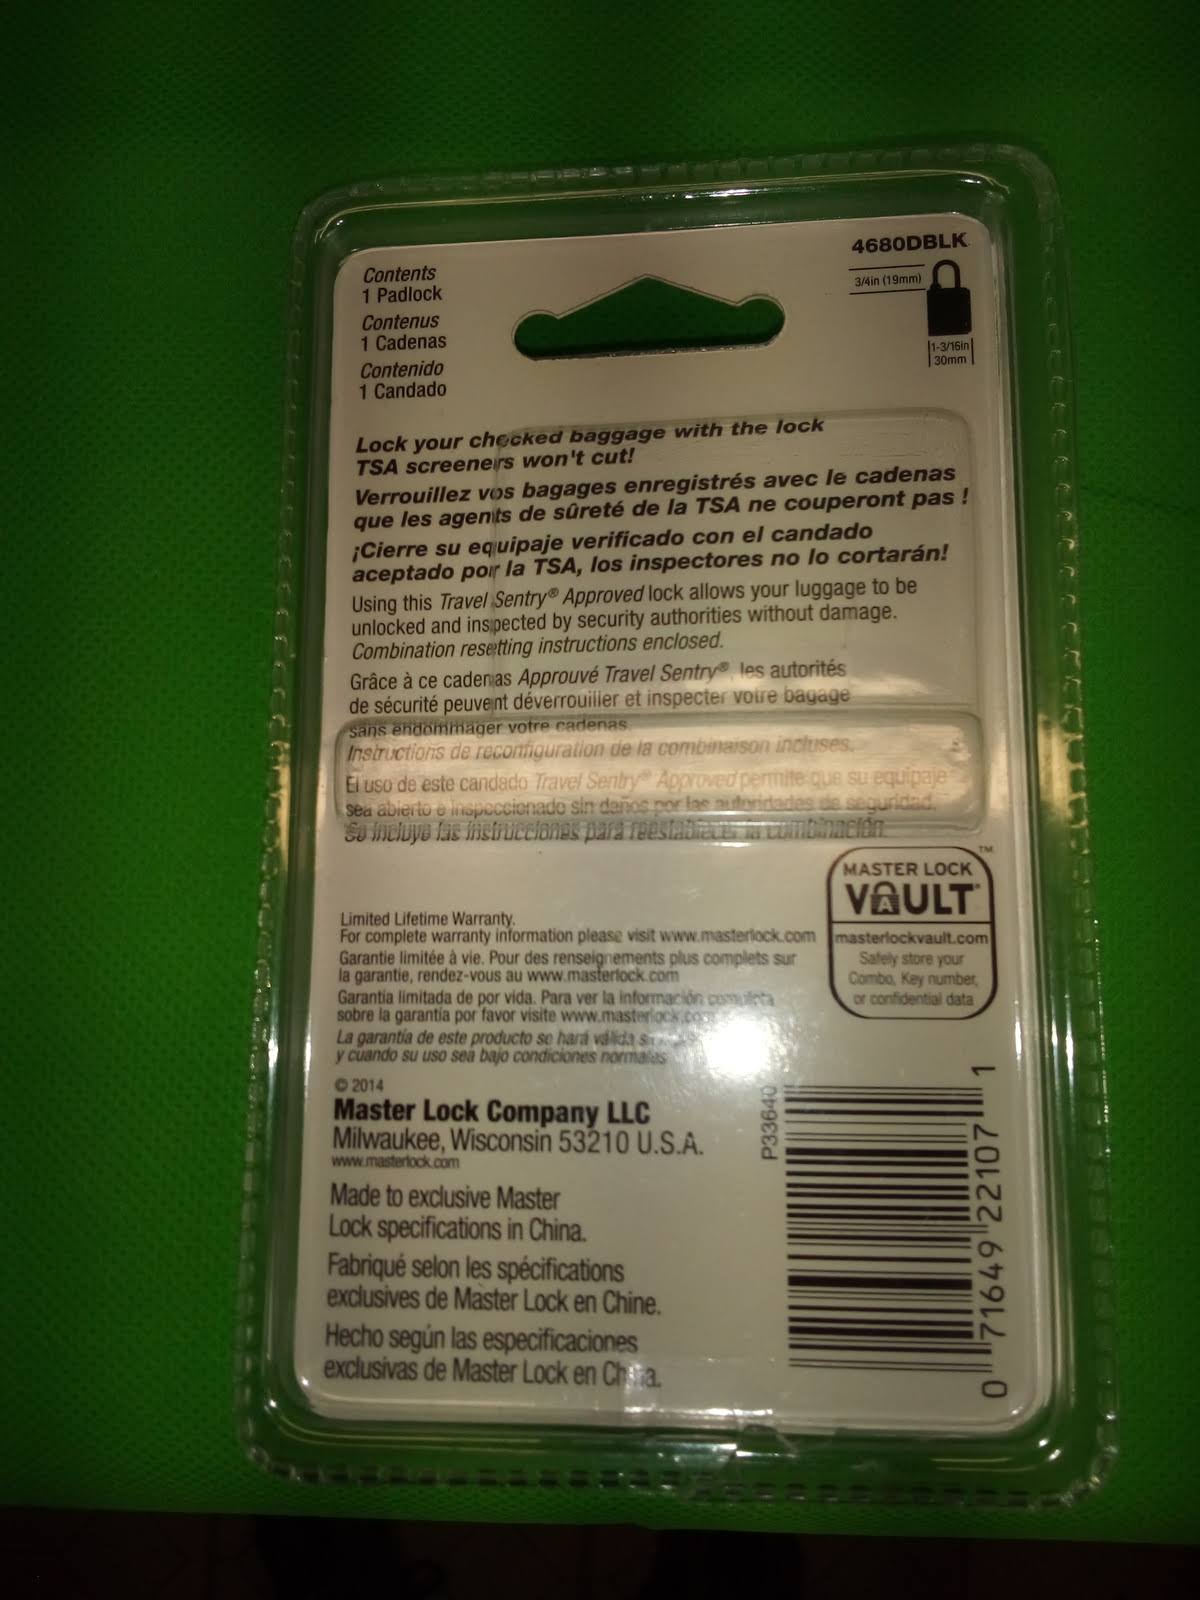 Contents
1 Padlock
Contenus
1 Cadenas
Contenido
1 Candado
4680DBLK
3/4in (19mm)
1-3/16in
30mm
Lock your checked baggage with the lock
TSA screeners won't cut!
Verrouillez vos bagages enregistrés avec le cadenas
que les agents de sûreté de la TSA ne couperont pas !
¡Cierre su equipaje verificado con el candado
aceptado por la TSA, los inspectores no lo cortarán!
Using this Travel Sentry® Approved lock allows your luggage to be
unlocked and inspected by security authorities without damage.
Combination resetting instructions enclosed.
Grâce à ce cadenas Approuvé Travel Sentry®, les autorités
de sécurité peuvent déverrouiller et inspecter votre bagage
sans endommager votre cadenas.
Instructions de reconfiguration de la combinaison incluses.
El uso de este candado Travel Sentry® Approved permite que su equipaje
sea abierto e inspeccionado sin daños por las autoridades de seguridad.
Se incluye las instrucciones para reestablecer la combinación.
MASTER LOCK™
VAULT®
masterlockvault.com
Safely store your
Combo, Key number,
or confidential data
Limited Lifetime Warranty.
For complete warranty information please visit www.masterlock.com
Garantie limitée à vie. Pour des renseignements plus complets sur
la garantie, rendez-vous au www.masterlock.com
Garantía limitada de por vida. Para ver la información completa
sobre la garantía por favor visite www.masterlock.com
La garantía de este producto se hará válida
y cuando su uso sea bajo condiciones normales
© 2014
Master Lock Company LLC
Milwaukee, Wisconsin 53210 U.S.A.
www.masterlock.com
Made to exclusive Master
Lock specifications in China.
Fabriqué selon les spécifications
exclusives de Master Lock en Chine.
Hecho según las especificaciones
exclusivas de Master Lock en China.
P33640
0 71649 22107 1